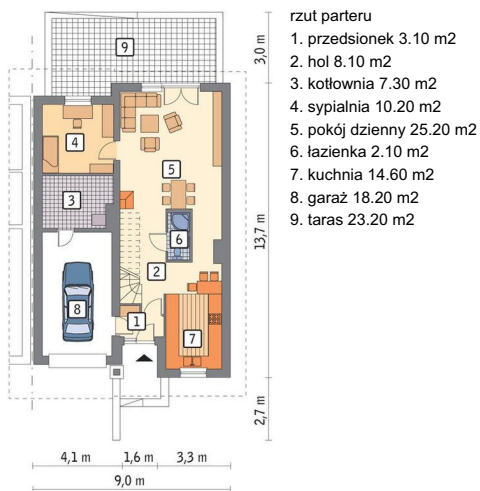 rzut parteru
1. przedsionek 3.10 m2
2. hol 8.10 m2
3. kotłownia 7.30 m2
4. sypialnia 10.20 m2
5. pokój dzienny 25.20 m2
6. łazienka 2.10 m2
7. kuchnia 14.60 m2
8. garaż 18.20 m2
9. taras 23.20 m2
9
3,0 m
4
5
3
13,7 m
6
2
8
1
7
2,7 m
4,1 m 1,6 m 3,3 m
9,0 m